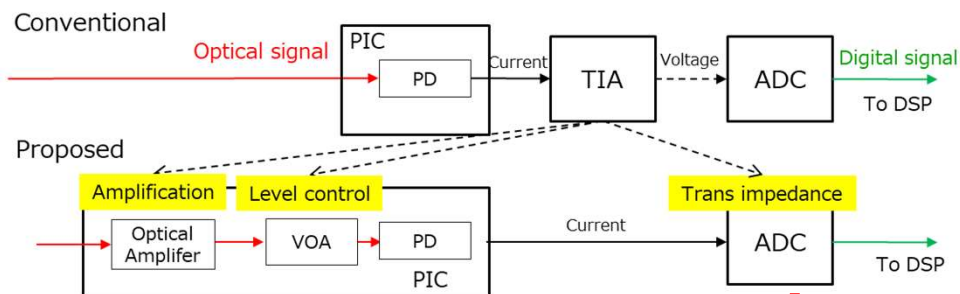 Conventional
Optical signal
PIC
PD
Current
TIA
Voltage
ADC
Digital signal
To DSP
Proposed
Amplification
Level control
Trans impedance
Optical
Amplifer
VOA
PD
PIC
Current
ADC
To DSP